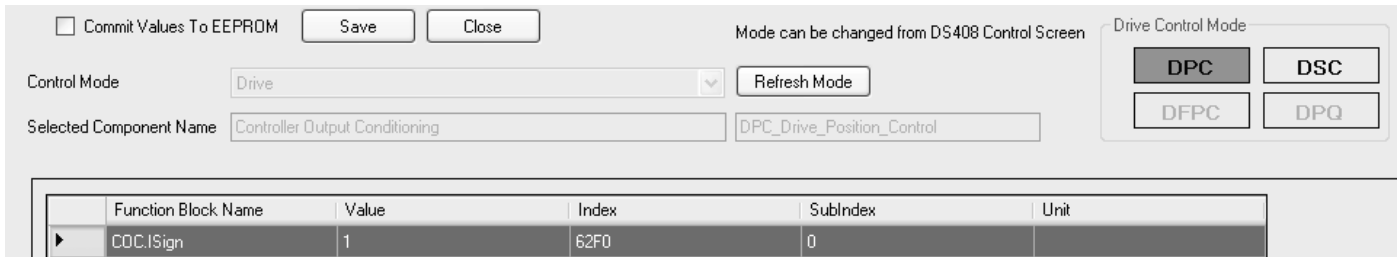 Commit Values To EEPROM Save Close
Mode can be changed from DS408 Control Screen
Drive Control Mode
DPC DSC
DFPC DPQ
Control Mode Drive Refresh Mode
Selected Component Name Controller Output Conditioning DPC_Drive_Position_Control
Function Block Name Value Index SubIndex Unit
COC.ISign 1 62F0 0